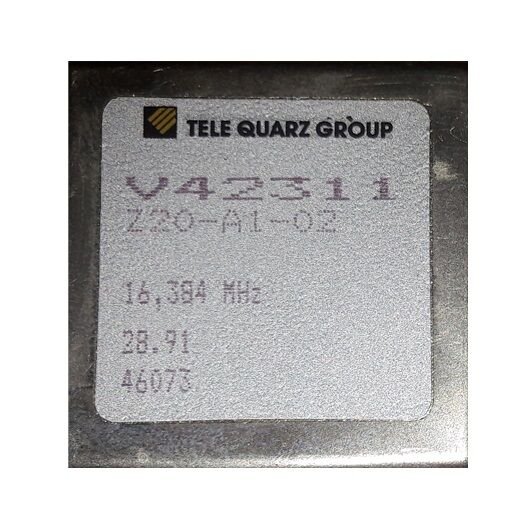 TELE QUARZ GROUP
V42311
Z20-A1-02
16,384 MHz
28.91
46073